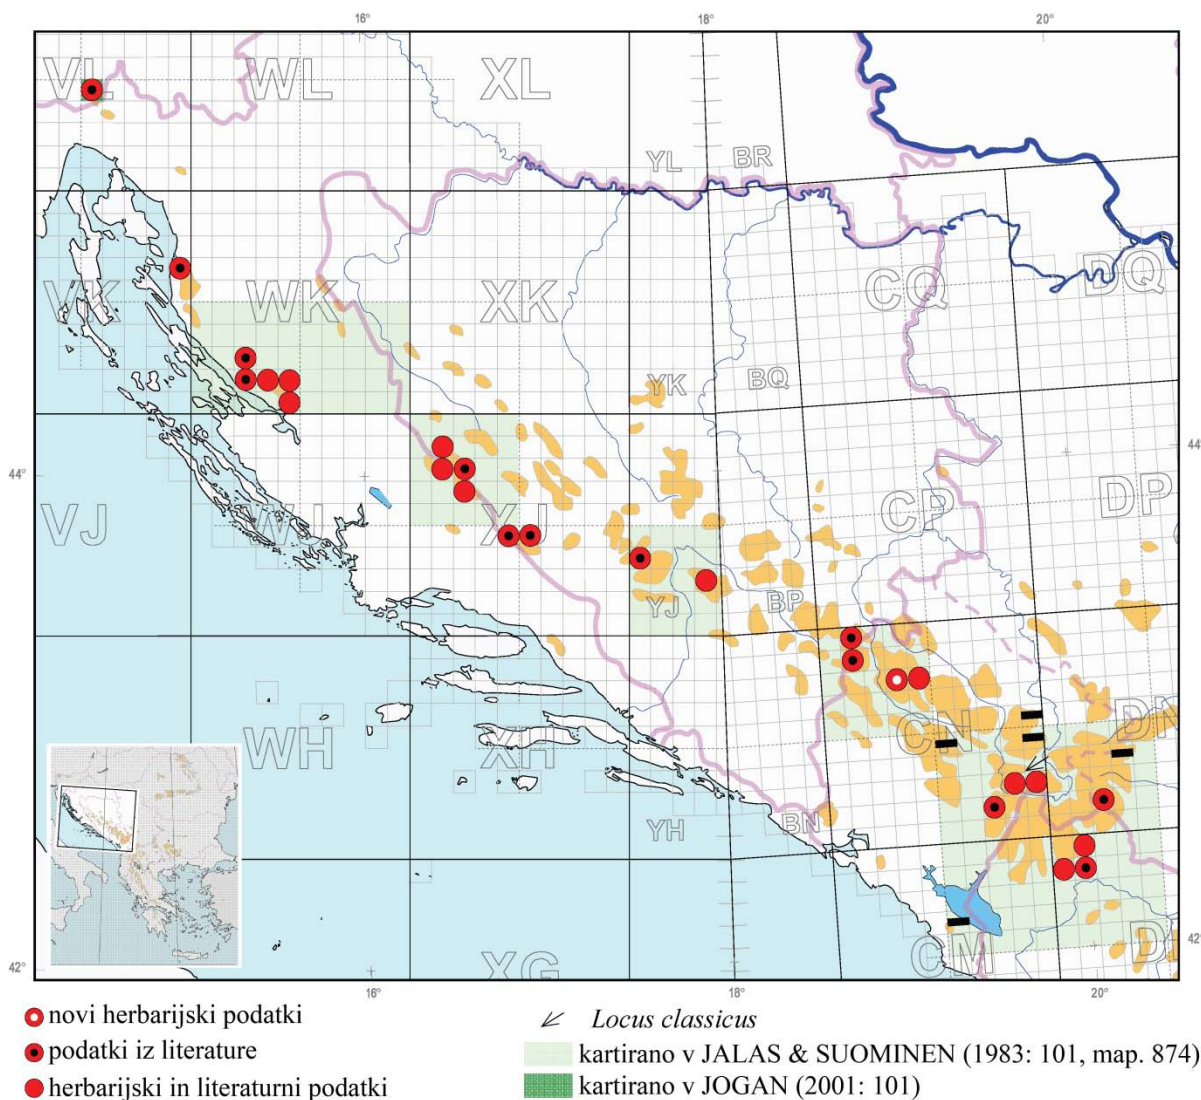 16° 18° 20°
VL WL XL
YL BR
VK WK XK CQ DQ
YK BQ
44° 44°
VJ WJ XJ CP DP
YJ BP
WH XH CN DN
YH BN
42° XG CM D 42°
16° 18° 20°
novi herbarijski podatki
podatki iz literature
herbarijski in literaturni podatki
Locus classicus
kartirano v JALAS & SUOMINEN (1983: 101, map. 874)
kartirano v JOGAN (2001: 101)